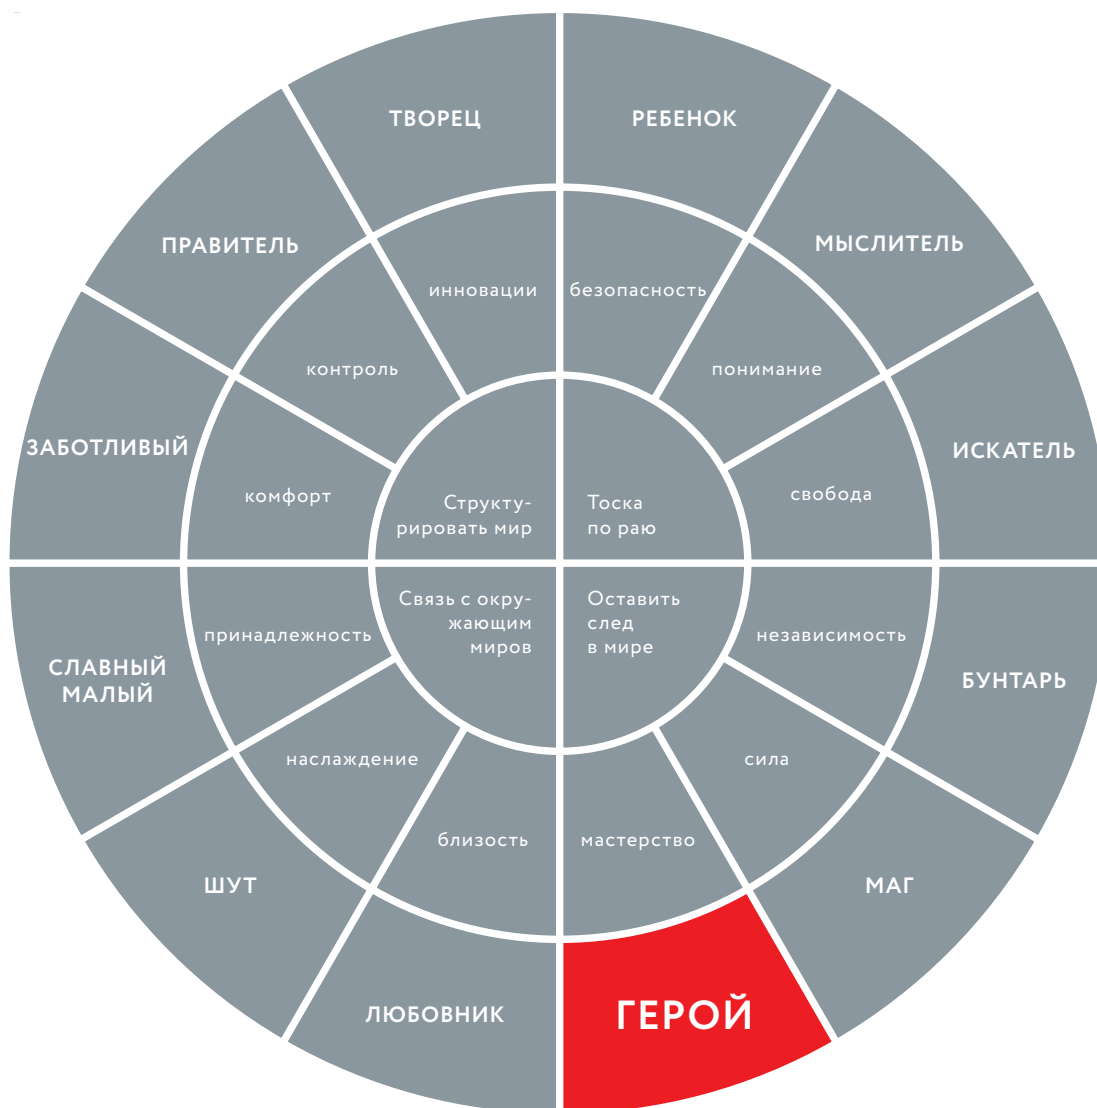 ТВОРЕЦ
РЕБЕНОК
ПРАВИТЕЛЬ
МЫСЛИТЕЛЬ
инновации
безопасность
контроль
понимание
ЗАБОТЛИВЫЙ
ИСКАТЕЛЬ
комфорт
свобода
Структу-
рировать мир
Тоска
по раю
Связь с окру-
жающим
миров
Оставить
след
в мире
принадлежность
независимость
СЛАВНЫЙ
МАЛЫЙ
БУНТАРЬ
наслаждение
сила
близость
мастерство
ШУТ
МАГ
ЛЮБОВНИК
ГЕРОЙ